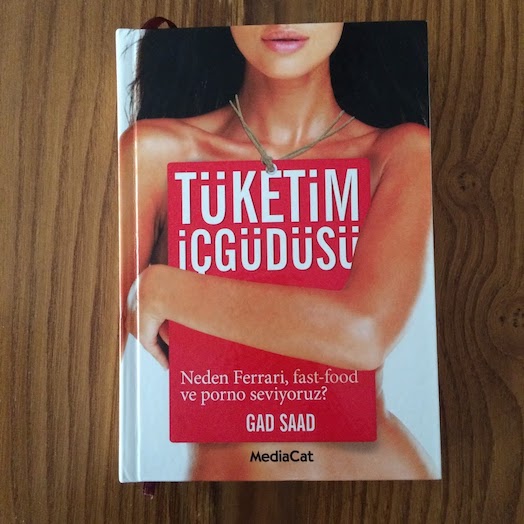 TÜKETİM
İÇGÜDÜSÜ
Neden Ferrari, fast-food
ve porno seviyoruz?
GAD SAAD
MediaCat